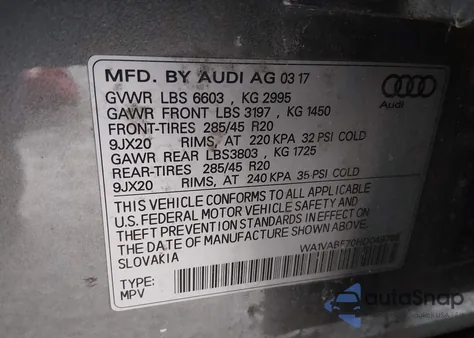 MFD. BY AUDI AG 03 17
GVWR LBS 6603 , KG 2995
GAWR FRONT LBS 3197 , KG 1450
FRONT-TIRES 285/45 R20
9JX20 RIMS, AT 220 KPA 32 PSI COLD
GAWR REAR LBS3803 , KG 1725
REAR-TIRES 285/45 R20
9JX20 RIMS, AT 240 KPA 35 PSI COLD
THIS VEHICLE CONFORMS TO ALL APPLICABLE
U.S. FEDERAL MOTOR VEHICLE SAFETY AND
THEFT PREVENTION STANDARDS IN EFFECT ON
THE DATE OF MANUFACTURE SHOWN ABOVE.
SLOVAKIA
TYPE:
MPV
Audi
autoSnap